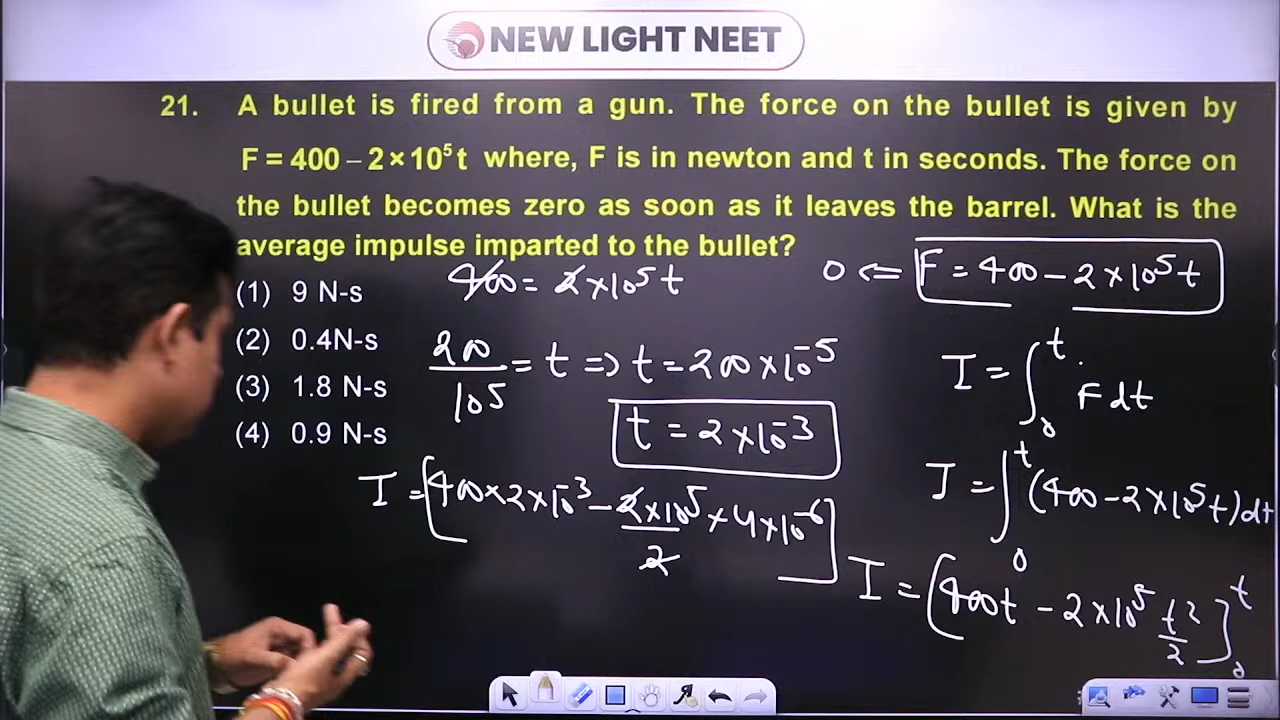 NEW LIGHT NEET
21. A bullet is fired from a gun. The force on the bullet is given by
F = 400 – 2×10⁵ t where, F is in newton and t in seconds. The force on
the bullet becomes zero as soon as it leaves the barrel. What is the
average impulse imparted to the bullet?
(1) 9 N-s
(2) 0.4N-s
(3) 1.8 N-s
(4) 0.9 N-s
400 = 2×10⁵ t
200/10⁵ = t ⇒ t = 200×10⁻⁵
t = 2×10⁻³
I = [400×2×10⁻³ – 2×10⁵/2 × 4×10⁻⁶]
0 ⇐ F = 400 – 2×10⁵ t
I = ∫₀ᵗ F dt
I = ∫₀ᵗ (400 – 2×10⁵ t) dt
I = [400t – 2×10⁵ t²/2]₀ᵗ